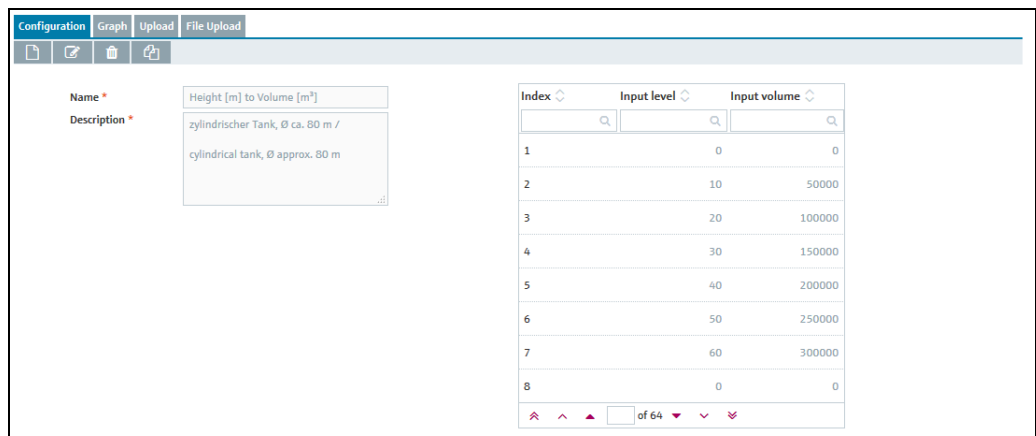 Configuration Graph Upload File Upload
Name * Height [m] to Volume [m³]
Description * zylindrischer Tank, Ø ca. 80 m /
cylindrical tank, Ø approx. 80 m
Index Input level Input volume
1 0 0
2 10 50000
3 20 100000
4 30 150000
5 40 200000
6 50 250000
7 60 300000
8 0 0
of 64